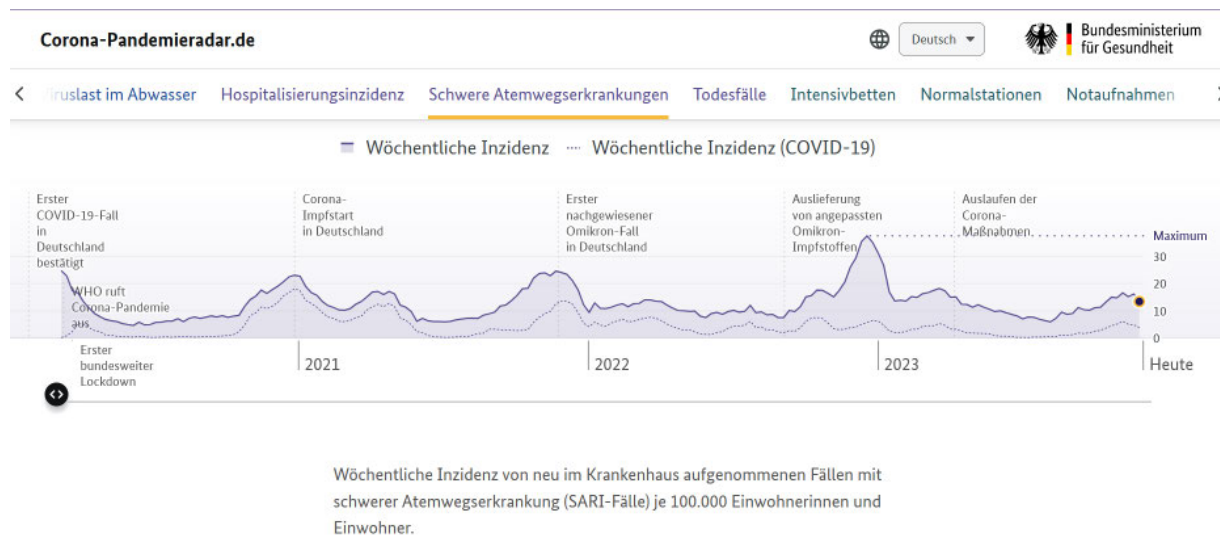 Corona-Pandemieradar.de
Deutsch
Bundesministerium
für Gesundheit
ruslast im Abwasser Hospitalisierungsinzidenz Schwere Atemwegserkrankungen Todesfälle Intensivbetten Normalstationen Notaufnahmen
Wöchentliche Inzidenz Wöchentliche Inzidenz (COVID-19)
Erster
COVID-19-Fall
in
Deutschland
bestätigt
WHO ruft
Corona-Pandemie
aus
Erster
bundesweiter
Lockdown
Corona-
Impfstart
in Deutschland
Erster
nachgewiesener
Omikron-Fall
in Deutschland
Auslieferung
von angepassten
Omikron-
Impfstoffen
Auslaufen der
Corona-
Maßnahmen
Maximum
30
20
10
0
2021
2022
2023
Heute
Wöchentliche Inzidenz von neu im Krankenhaus aufgenommenen Fällen mit
schwerer Atemwegserkrankung (SARI-Fälle) je 100.000 Einwohnerinnen und
Einwohner.